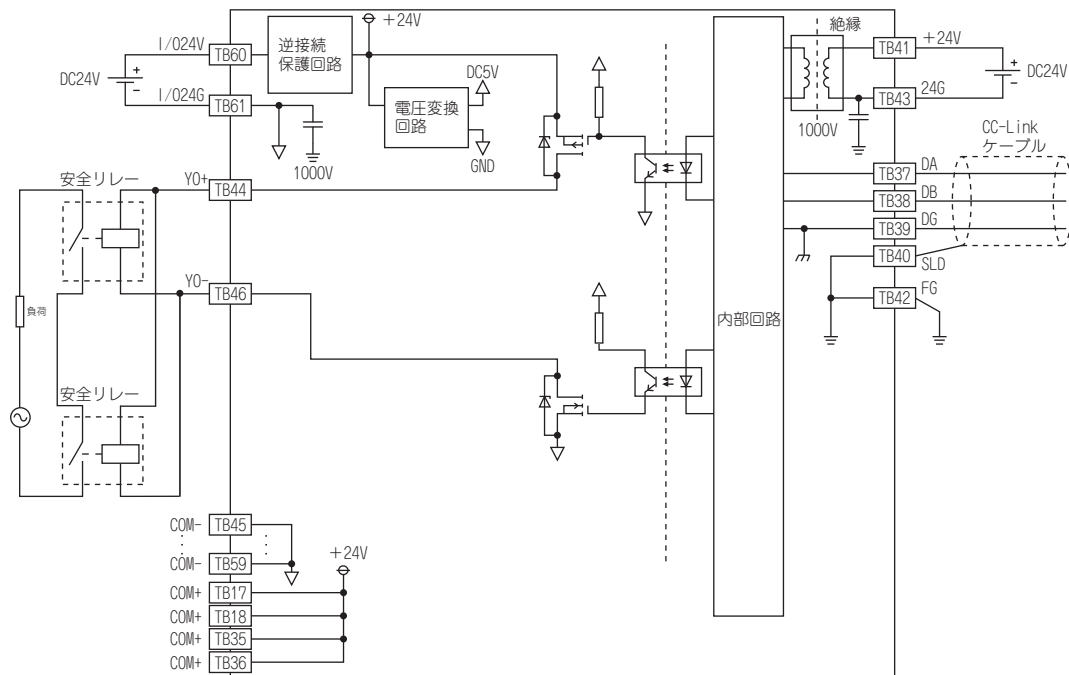 I/O24V
TB60
逆接続
保護回路
+24V
DC24V
+
-
I/O24G
TB61
1000V
電圧変換
回路
DC5V
GND
絶縁
1000V
TB41
+24V
TB43
24G
+
-
DC24V
CC-Link
ケーブル
TB37
DA
TB38
DB
TB39
DG
TB40
SLD
TB42
FG
安全リレー
Y0+
TB44
Y0-
TB46
負荷
安全リレー
内部回路
COM-
TB45
COM-
TB59
+24V
COM+
TB17
COM+
TB18
COM+
TB35
COM+
TB36